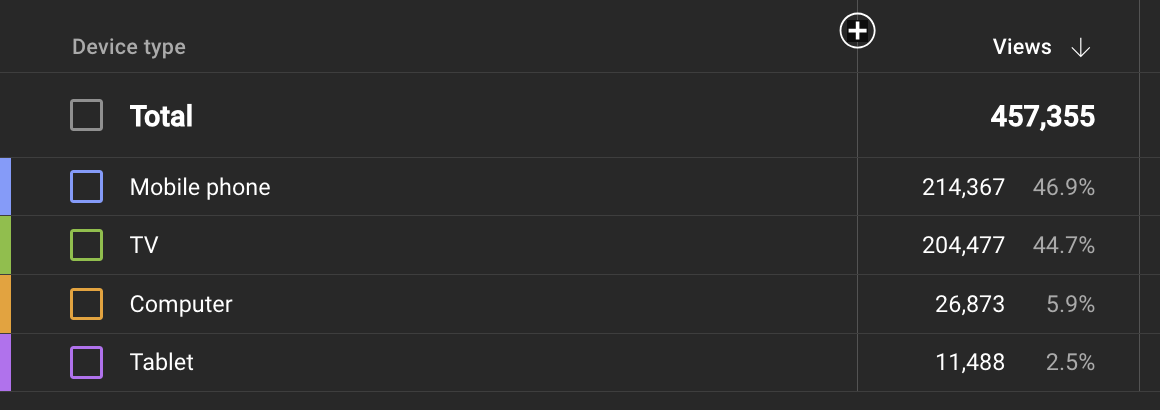 Device type Views
Total 457,355
Mobile phone 214,367 46.9%
TV 204,477 44.7%
Computer 26,873 5.9%
Tablet 11,488 2.5%